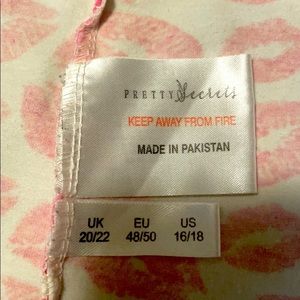 PRETTY Secrets
KEEP AWAY FROM FIRE
MADE IN PAKISTAN
UK EU US
20/22 48/50 16/18